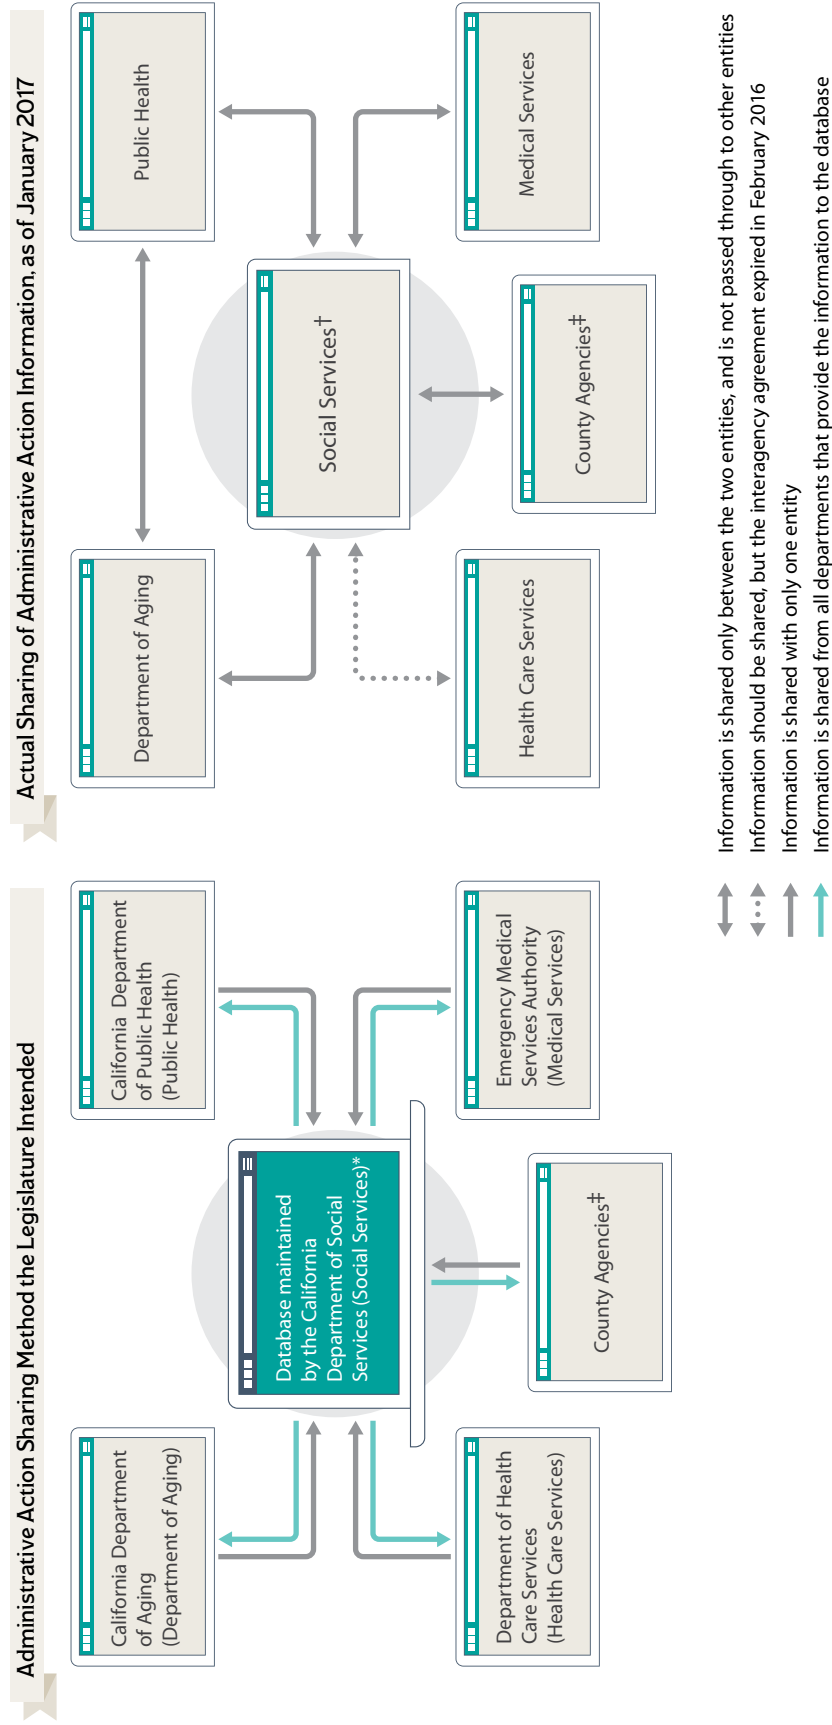 Administrative Action Sharing Method the Legislature Intended
California Department
of Aging
(Department of Aging)
California  Department
of Public Health
(Public Health)
Database maintained
by the California
Department of Social
Services (Social Services)*
Department of Health
Care Services
(Health Care Services)
Emergency Medical
Services Authority
(Medical Services)
County Agencies‡
Actual Sharing of Administrative Action Information, as of January 2017
Department of Aging
Public Health
Social Services†
Health Care Services
Medical Services
County Agencies‡
Information is shared only between the two entities, and is not passed through to other entities
Information should be shared, but the interagency agreement expired in February 2016
Information is shared with only one entity
Information is shared from all departments that provide the information to the database